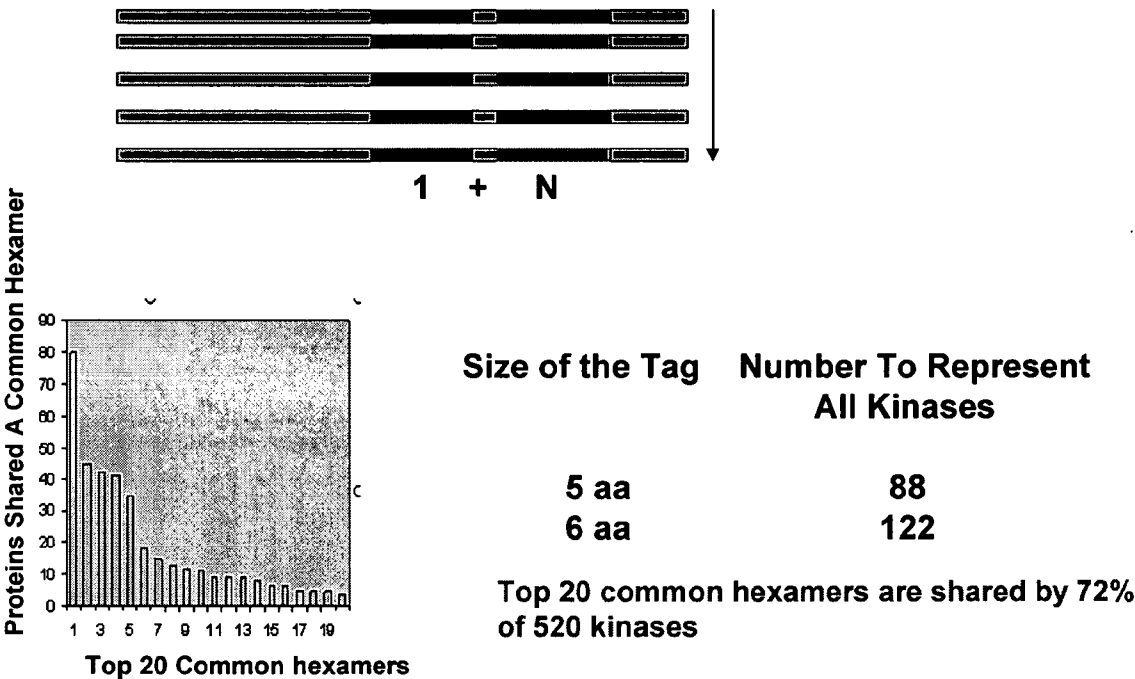 1 + N
Proteins Shared A Common Hexamer
90
80
70
60
50
40
30
20
10
0
1 3 5 7 9 11 13 15 17 19
Top 20 Common hexamers
Size of the Tag Number To Represent
All Kinases
5 aa 88
6 aa 122
Top 20 common hexamers are shared by 72%
of 520 kinases